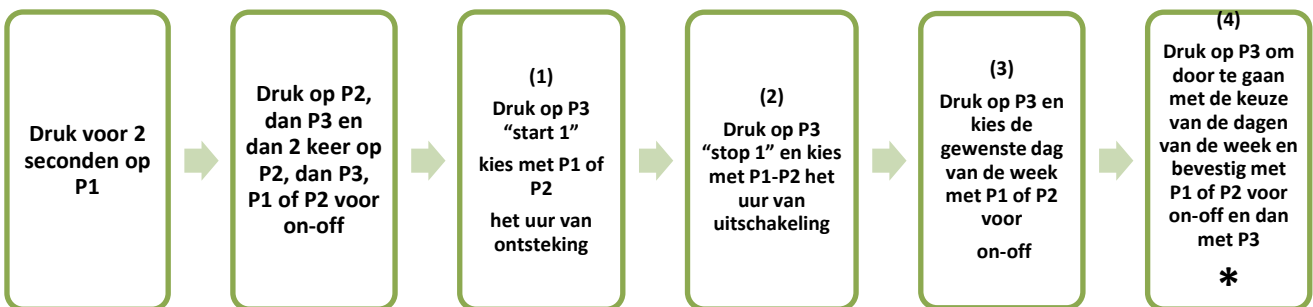 Druk voor 2
seconden op
P1
Druk op P2,
dan P3 en
dan 2 keer op
P2, dan P3,
P1 of P2 voor
on-off
(1)
Druk op P3
“start 1”
kies met P1 of
P2
het uur van
ontsteking
(2)
Druk op P3
“stop 1” en kies
met P1-P2 het
uur van
uitschakeling
(3)
Druk op P3 en
kies de
gewenste dag
van de week
met P1 of P2
voor
on-off
(4)
Druk op P3 om
door te gaan
met de keuze
van de dagen
van de week en
bevestig met
P1 of P2 voor
on-off en dan
met P3
*